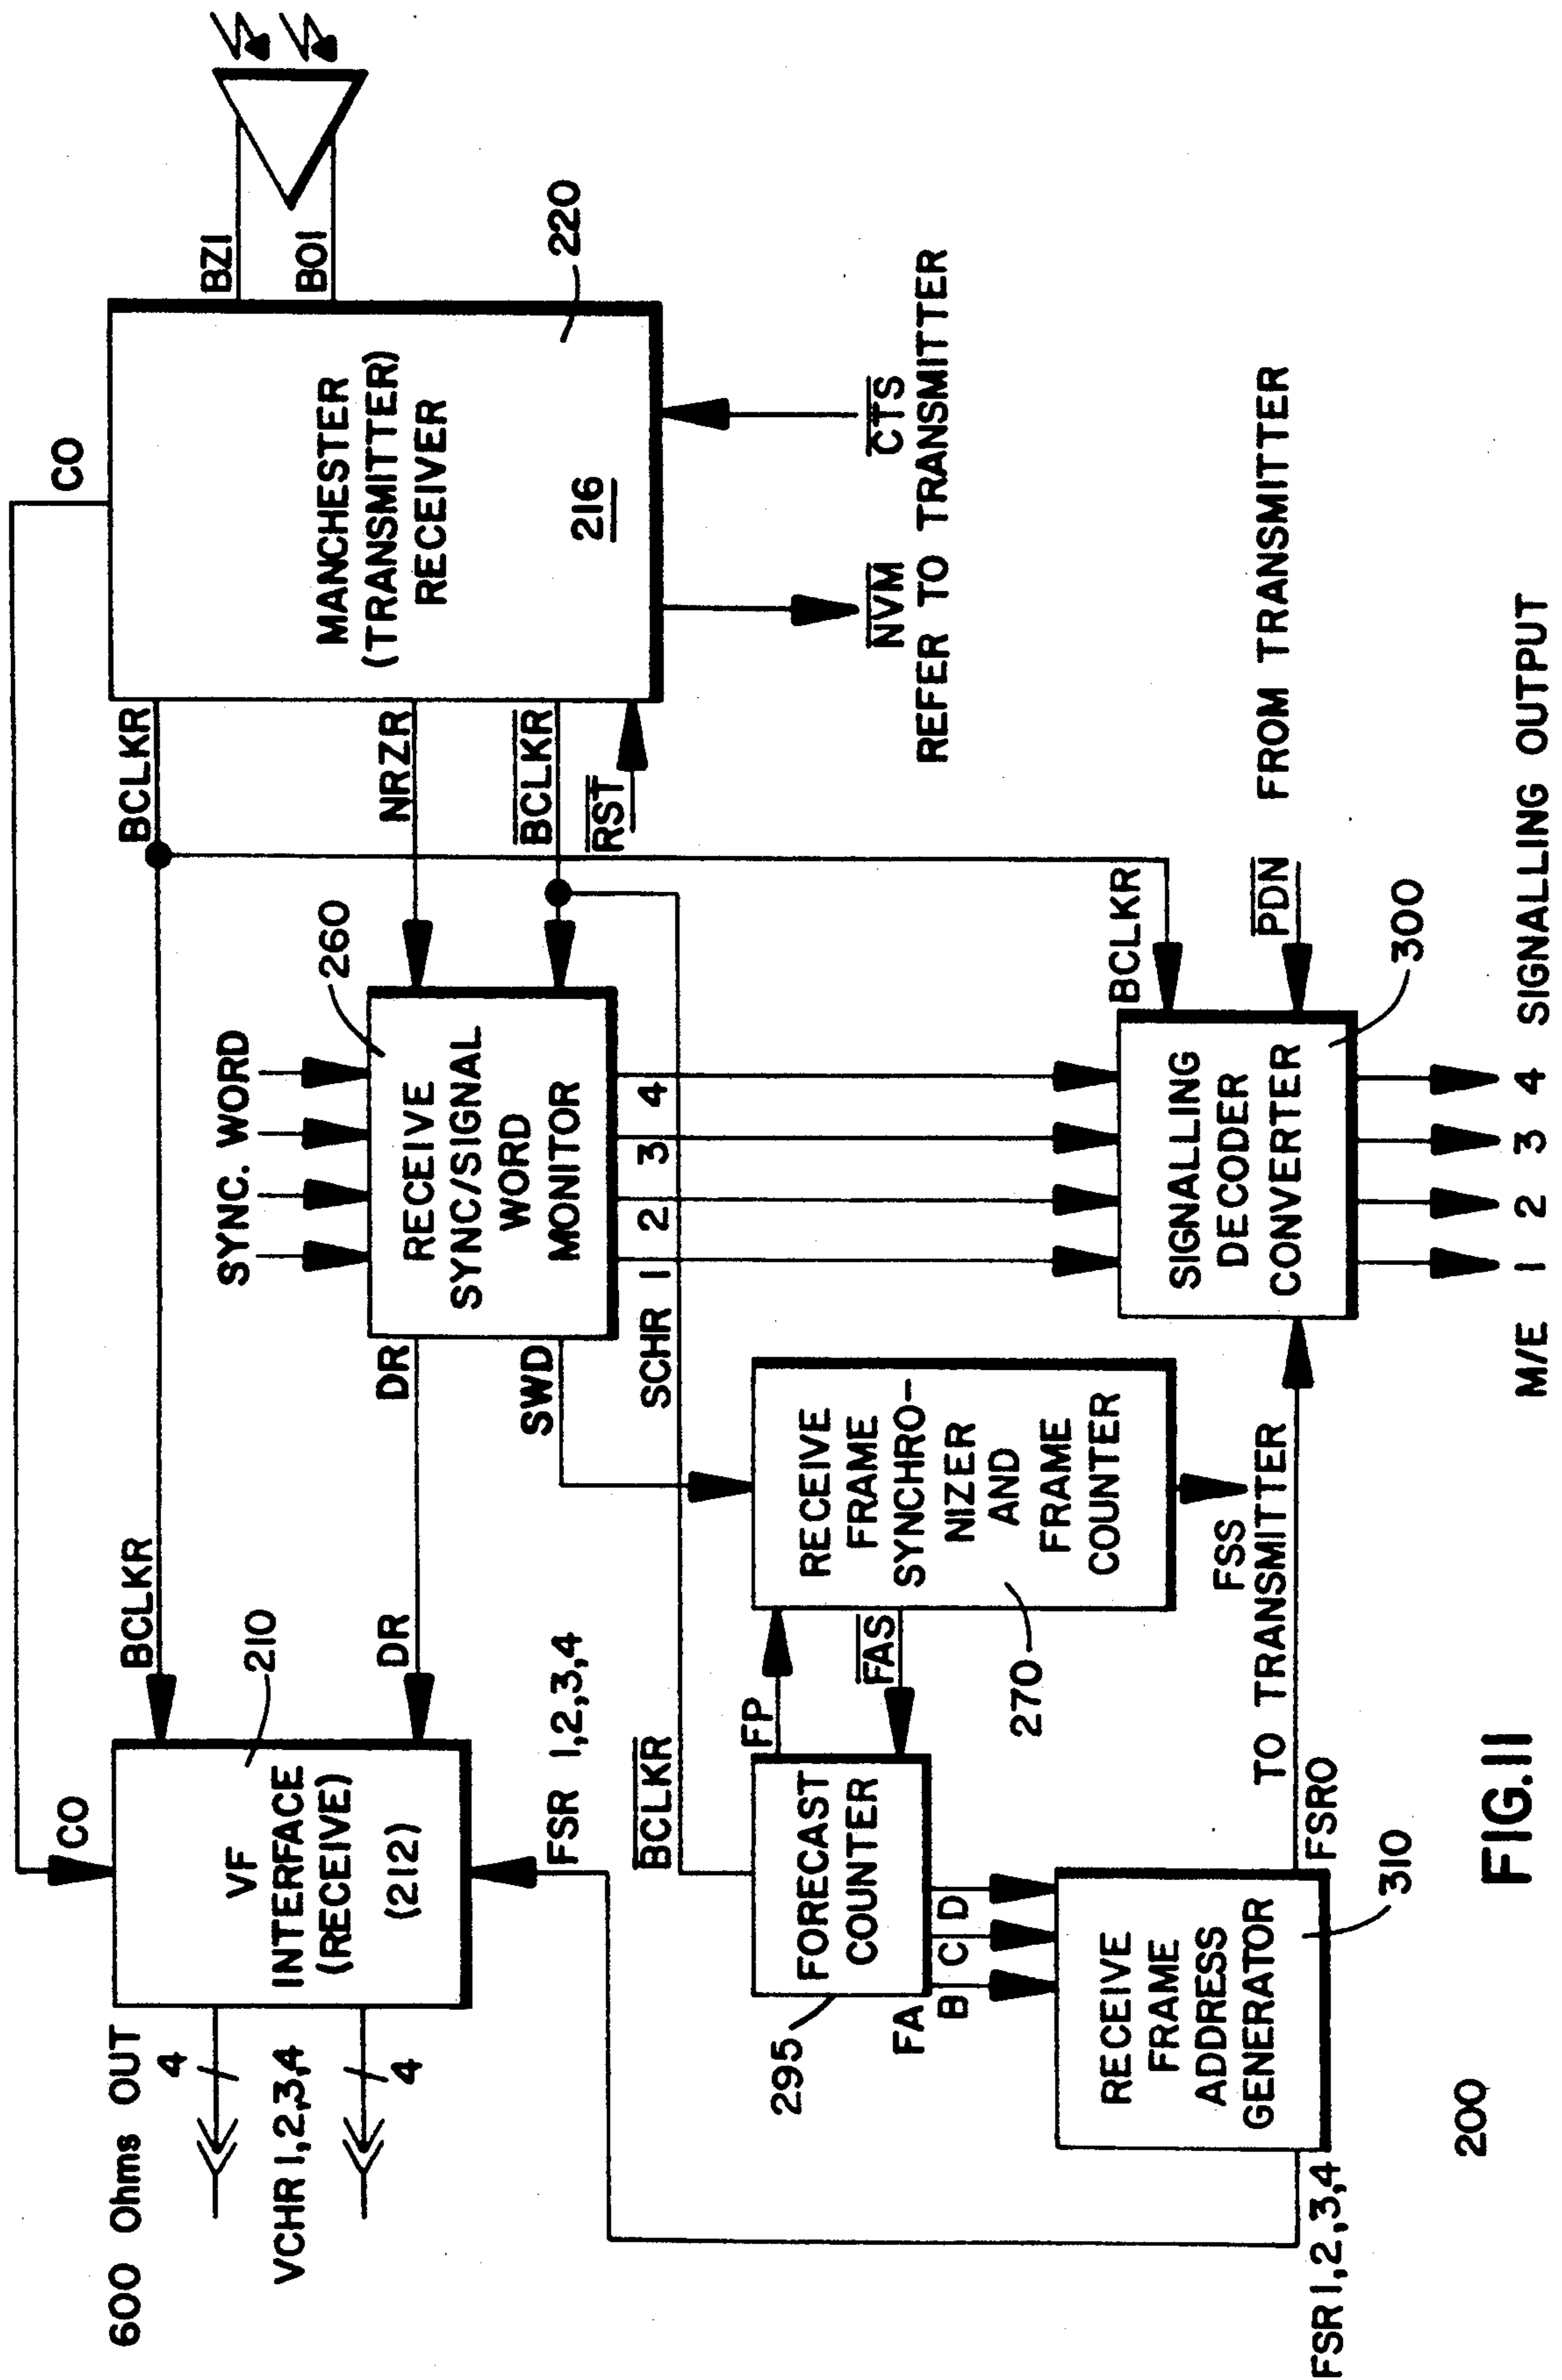 600 Ohms OUT
4
VCHR 1,2,3,4
4
CO
VF
INTERFACE
(RECEIVE)
(212)
210
BCLKR
DR
FSR 1,2,3,4
BCLKR
DR
SWD
SYNC. WORD
RECEIVE
SYNC/SIGNAL
WORD
MONITOR
260
SCHR 1 2 3 4
BCLKR
NRZR
BCLKR
RST
CO
MANCHESTER
(TRANSMITTER)
RECEIVER
216
220
BZI
BOI
NVM
CTS
REFER TO TRANSMITTER
BCLKR
FORECAST
COUNTER
295
FP
FAS
RECEIVE
FRAME
SYNCHRO-
NIZER
AND
FRAME
COUNTER
270
FSS
TO TRANSMITTER
FA
B C D
RECEIVE
FRAME
ADDRESS
GENERATOR
310
FSR 1,2,3,4
FSRO
BCLKR
PDN FROM TRANSMITTER
SIGNALLING
DECODER
CONVERTER
300
M/E 1 2 3 4 SIGNALLING OUTPUT
200
FIG.11